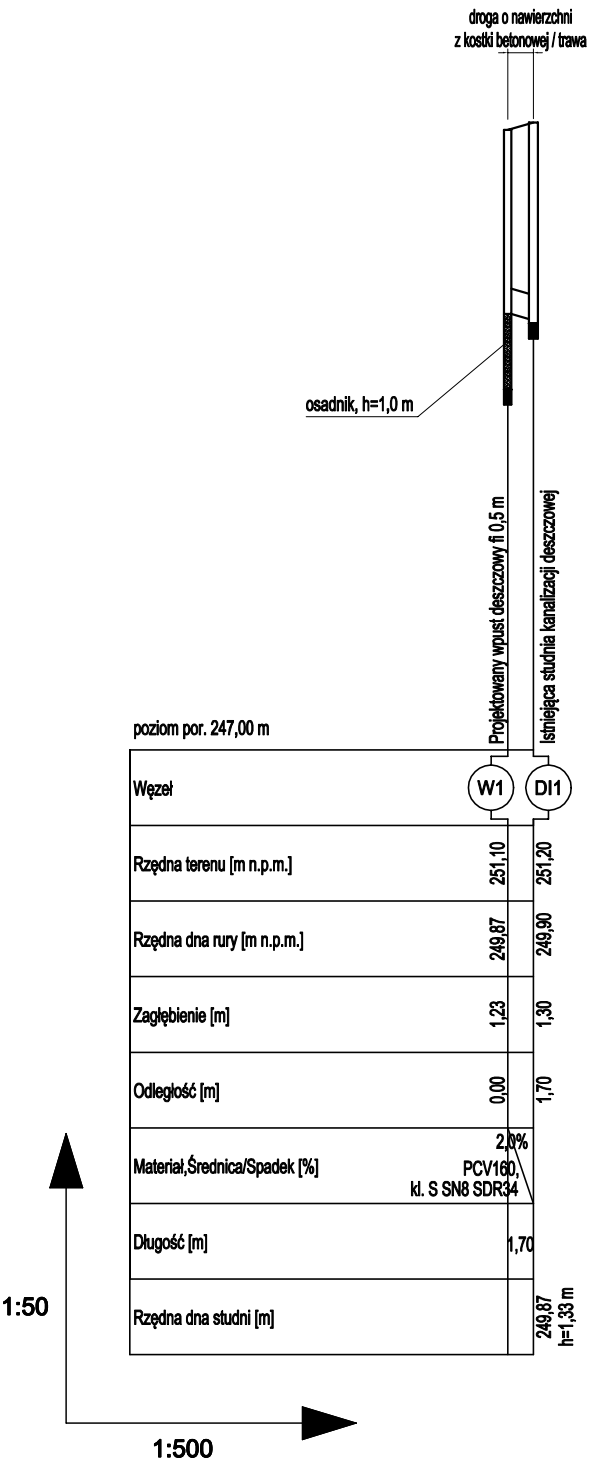 droga o nawierzchni
z kostki betonowej / trawa
osadnik, h=1,0 m
Projektowany wpust deszczowy fi 0,5 m
Istniejąca studnia kanalizacji deszczowej
poziom por. 247,00 m
Węzeł
W1
DI1
Rzędna terenu [m n.p.m.]
251,10
251,20
Rzędna dna rury [m n.p.m.]
249,87
249,90
Zagłębienie [m]
1,23
1,30
Odległość [m]
0,00
1,70
Materiał,Średnica/Spadek [%]
2,0%
PCV160,
kl. S SN8 SDR34
Długość [m]
1,70
Rzędna dna studni [m]
249,87
h=1,33 m
1:50
1:500